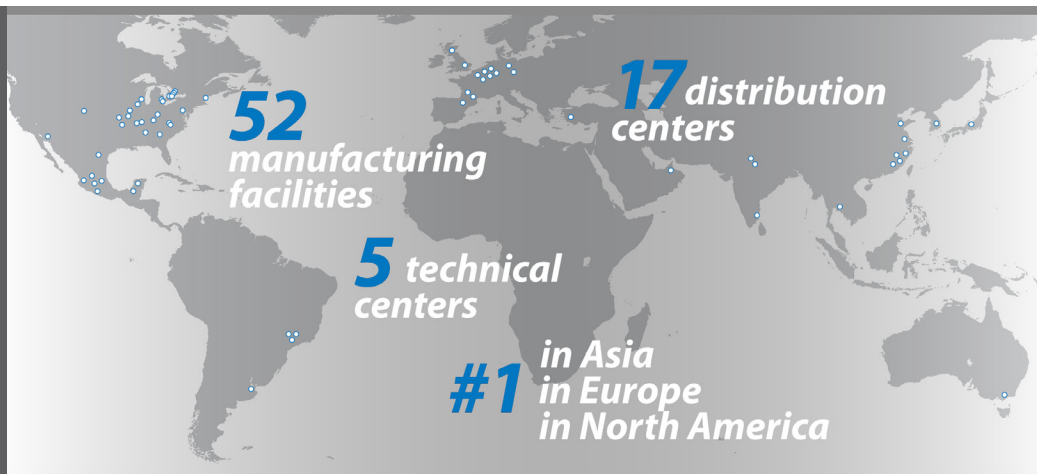 52
manufacturing
facilities
17 distribution
centers
5 technical
centers
#1 in Asia
in Europe
in North America